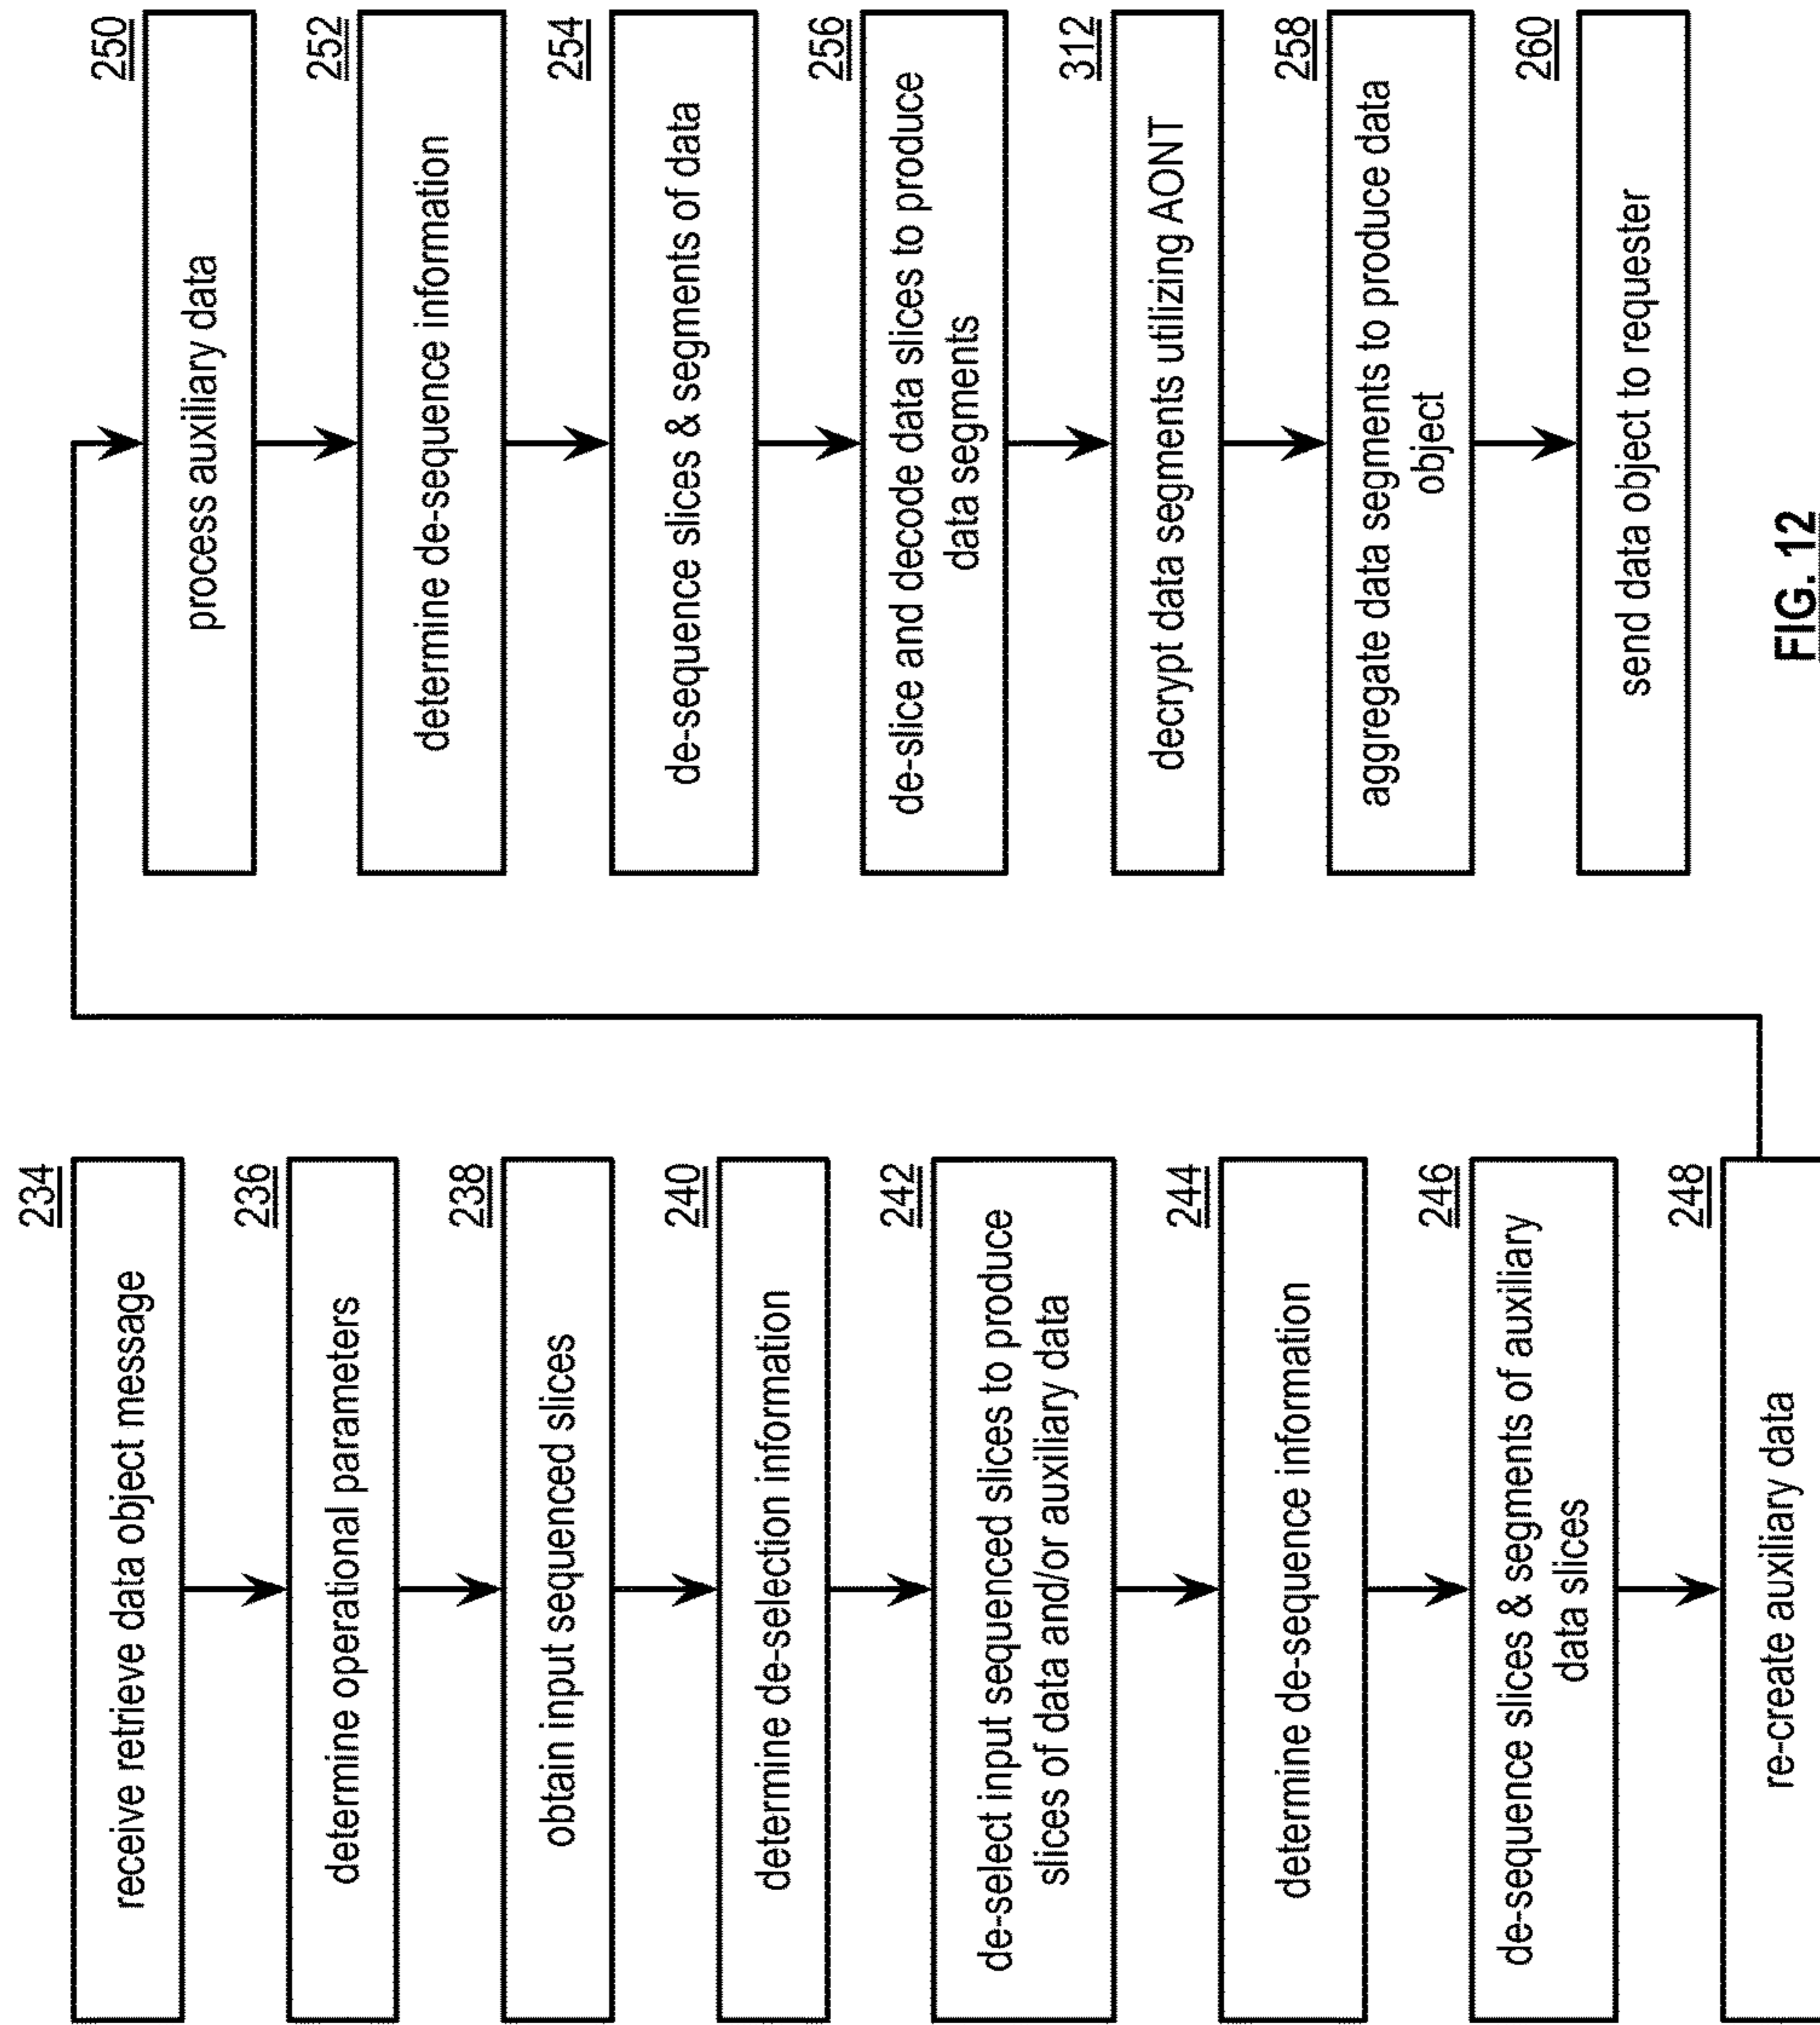 234
receive retrieve data object message
236
determine operational parameters
238
obtain input sequenced slices
240
determine de-selection information
242
de-select input sequenced slices to produce
slices of data and/or auxiliary data
244
determine de-sequence information
246
de-sequence slices & segments of auxiliary
data slices
248
re-create auxiliary data
250
process auxiliary data
252
determine de-sequence information
254
de-sequence slices & segments of data
256
de-slice and decode data slices to produce
data segments
312
decrypt data segments utilizing AONT
258
aggregate data segments to produce data
object
260
send data object to requester
FIG. 12